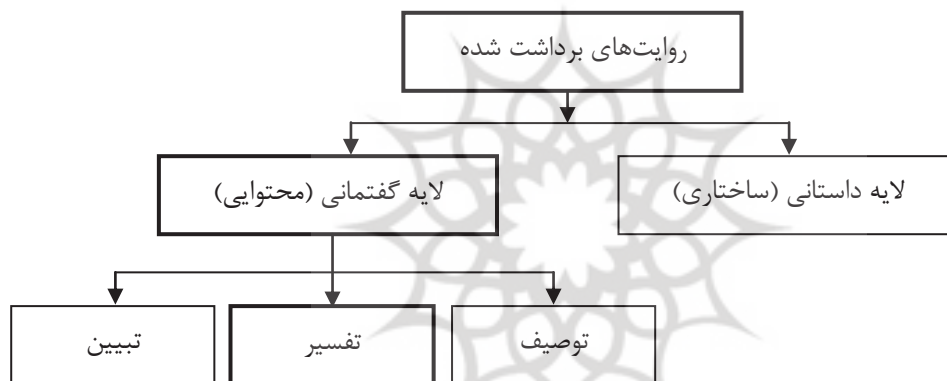 روایت‌های برداشت شده
لایه داستانی (ساختاری)
لایه گفتمانی (محتوایی)
توصیف
تفسیر
تبیین